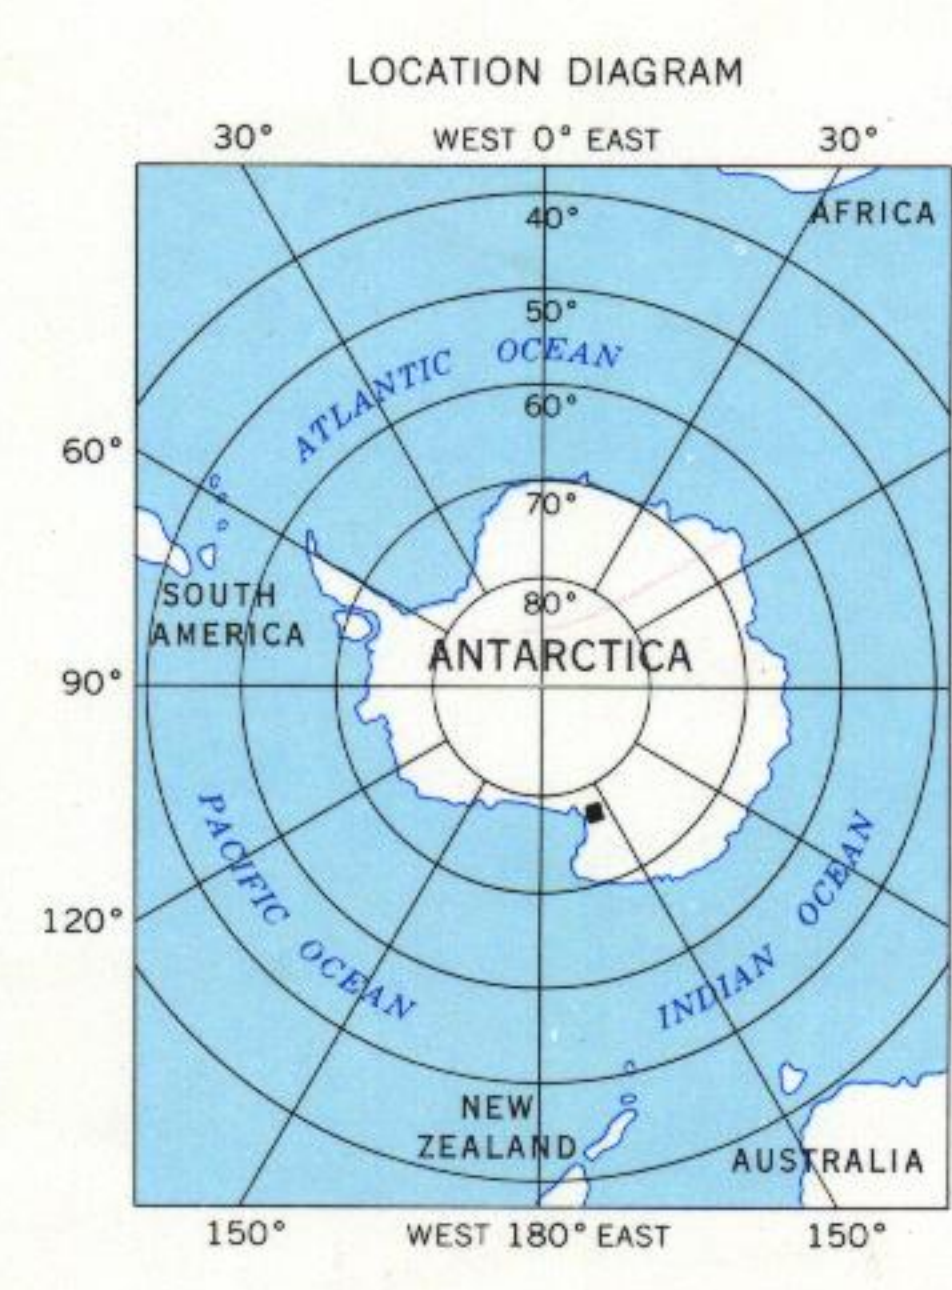 LOCATION DIAGRAM
30° WEST 0° EAST 30°
AFRICA
40°
50°
ATLANTIC OCEAN
60°
60°
70°
80°
SOUTH
AMERICA
ANTARCTICA
90°
PACIFIC OCEAN
INDIAN OCEAN
120°
NEW
ZEALAND
AUSTRALIA
150° WEST 180° EAST 150°